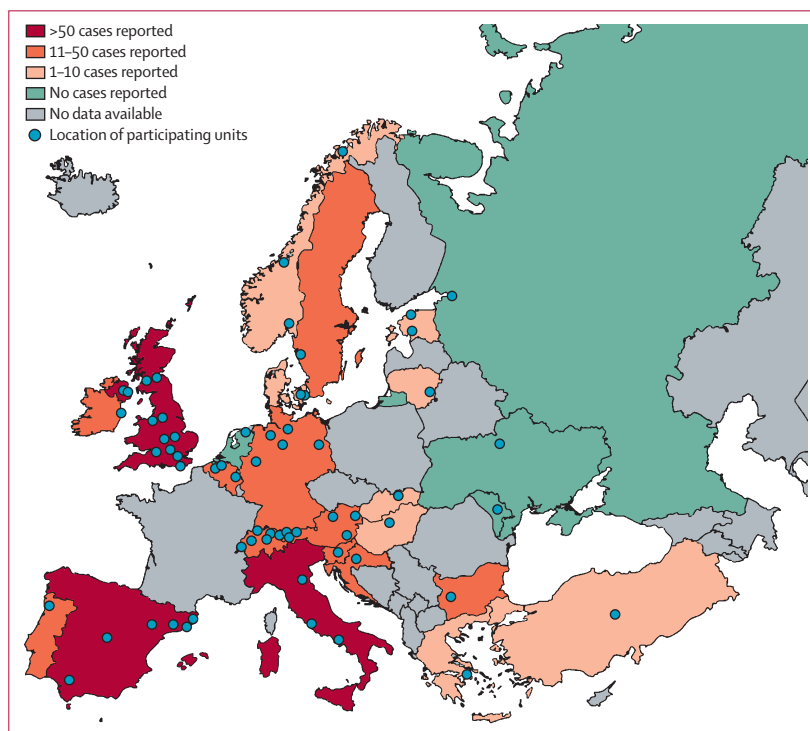 >50 cases reported
11–50 cases reported
1–10 cases reported
No cases reported
No data available
Location of participating units